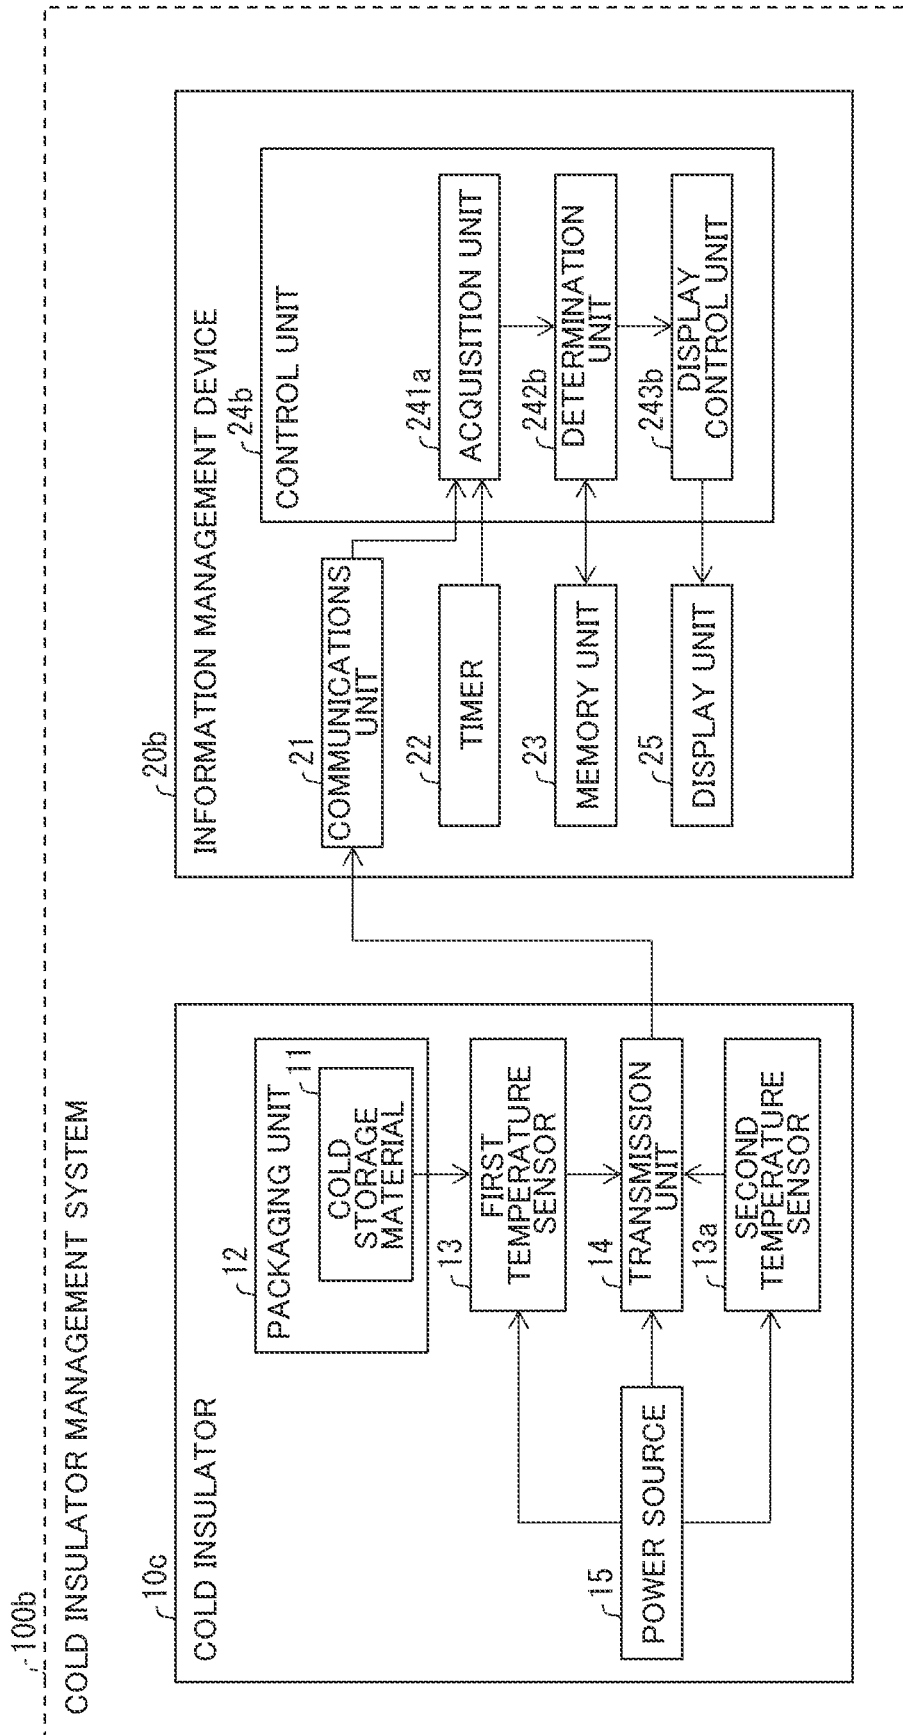 100b
COLD INSULATOR MANAGEMENT SYSTEM
10c
COLD INSULATOR
12
PACKAGING UNIT
11
COLD
STORAGE
MATERIAL
13
FIRST
TEMPERATURE
SENSOR
15
POWER SOURCE
14
TRANSMISSION
UNIT
13a
SECOND
TEMPERATURE
SENSOR
20b
INFORMATION MANAGEMENT DEVICE
24b
CONTROL UNIT
21
COMMUNICATIONS
UNIT
241a
ACQUISITION UNIT
22
TIMER
242b
DETERMINATION
UNIT
23
MEMORY UNIT
243b
DISPLAY
CONTROL UNIT
25
DISPLAY UNIT